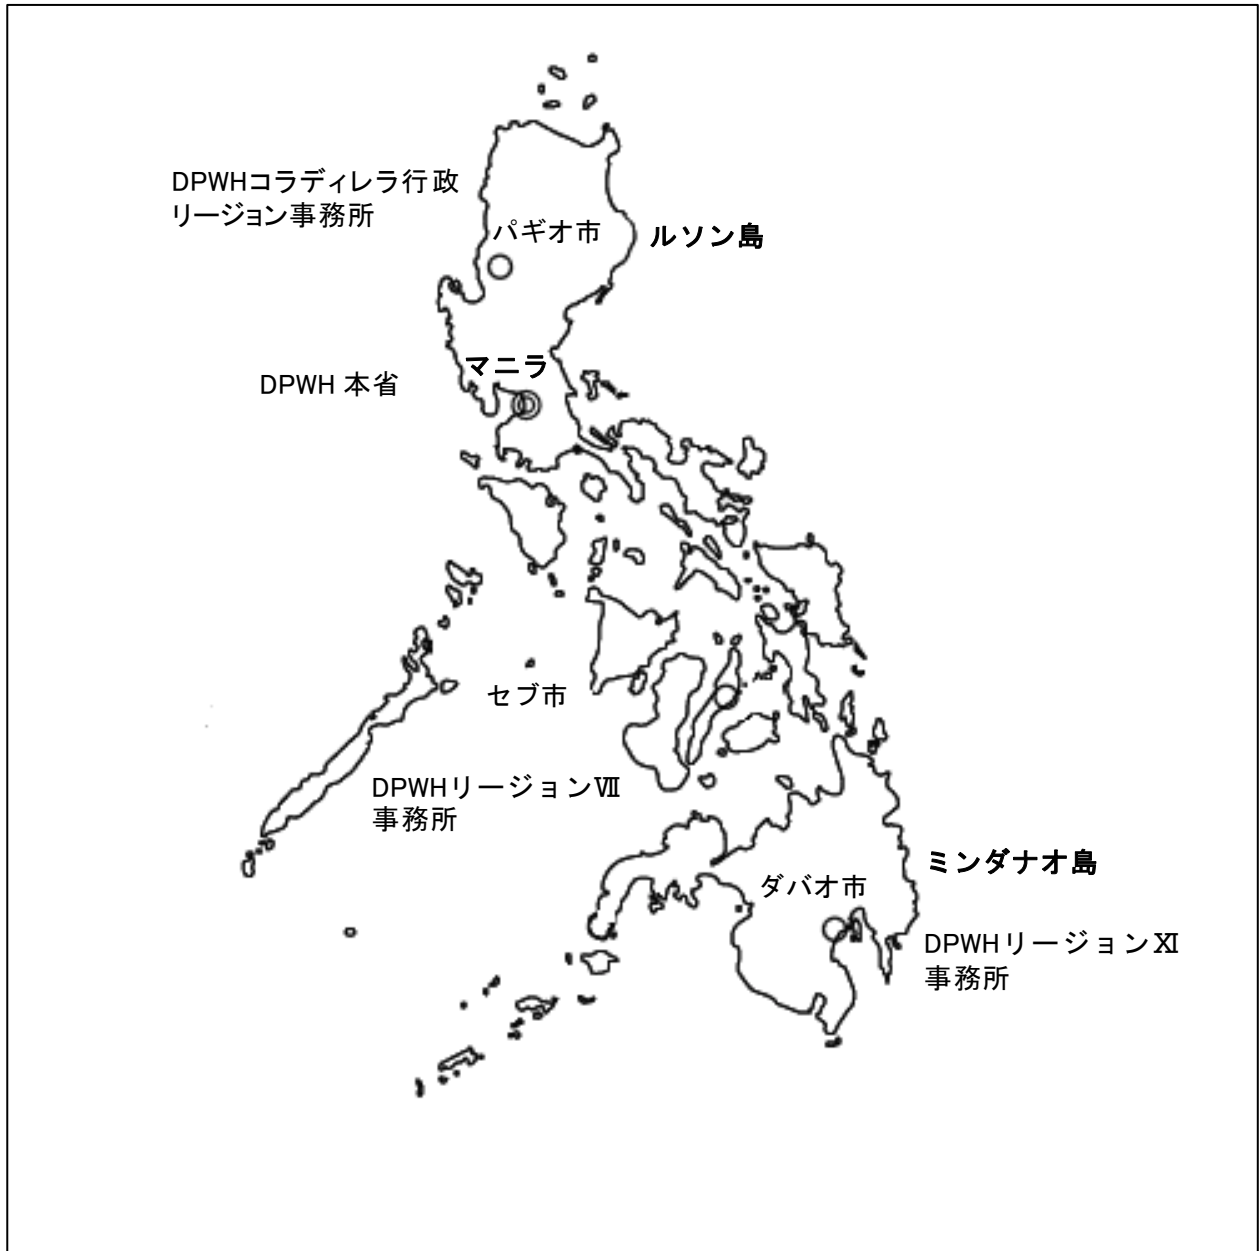 DPWHコラディレラ行政
リージョン事務所
パギオ市
ルソン島
マニラ
DPWH 本省
セブ市
DPWHリージョンⅦ
事務所
ミンダナオ島
ダバオ市
DPWHリージョンⅪ
事務所